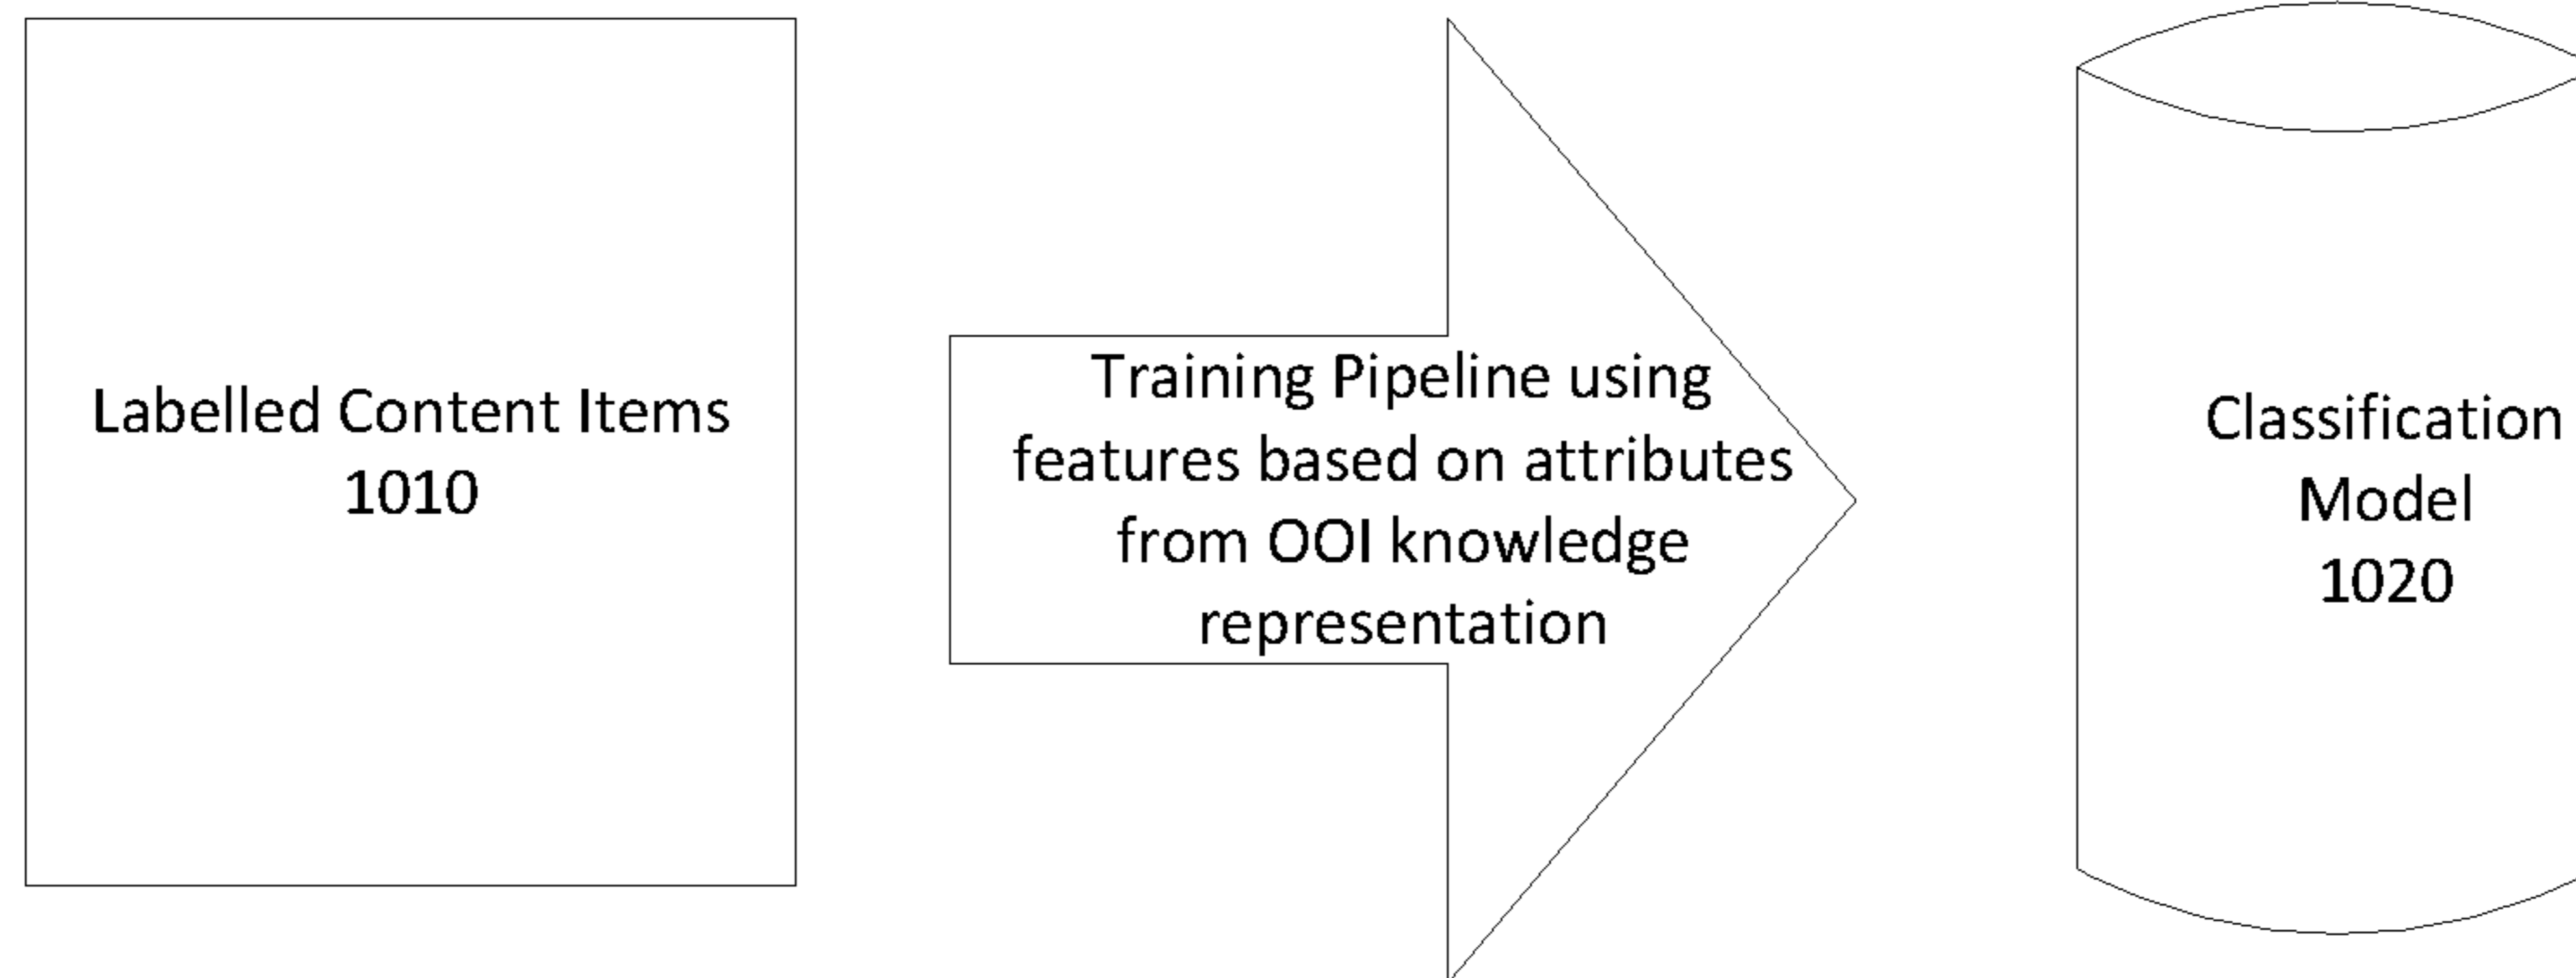 Labelled Content Items
1010
Training Pipeline using
features based on attributes
from OOI knowledge
representation
Classification
Model
1020